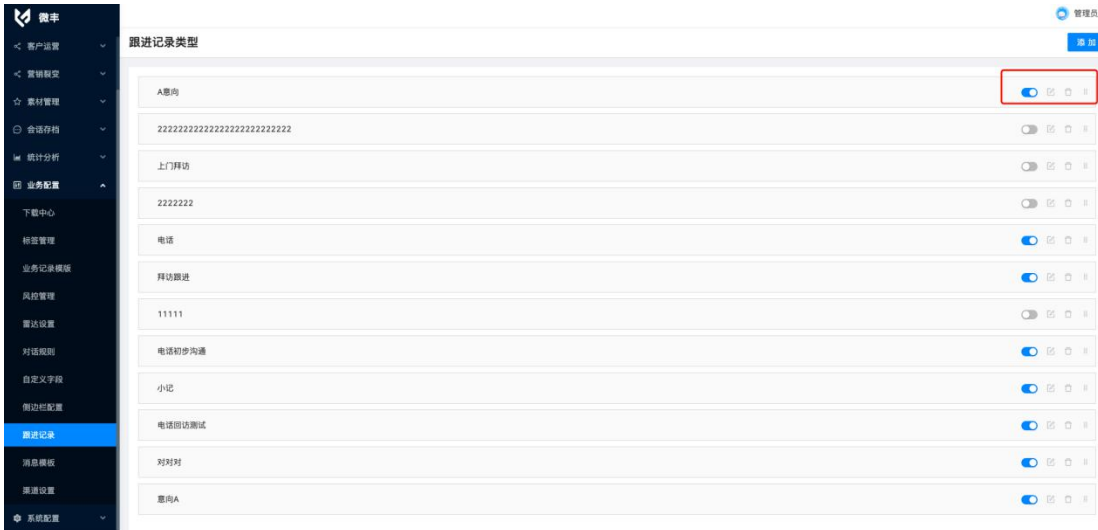 微丰
管理员
客户运营
跟进记录类型
添加
营销裂变
素材管理
会话存档
统计分析
业务配置
下载中心
标签管理
业务记录模版
风控管理
雷达设置
对话规则
自定义字段
侧边栏配置
跟进记录
消息模板
渠道设置
系统配置
A意向
22222222222222222222222222
上门拜访
2222222
电话
拜访跟进
11111
电话初步沟通
小记
电话回访测试
对对对
意向A